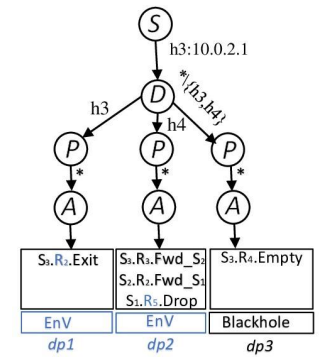 S
h3:10.0.2.1
D
h3
h4
*\{h3,h4}
P
P
P
*
*
*
A
A
A
S₃.R₂.Exit
S₃.R₃.Fwd_S₂
S₂.R₂.Fwd_S₁
S₁.R₅.Drop
S₃.R₄.Empty
EnV
EnV
Blackhole
dp1
dp2
dp3